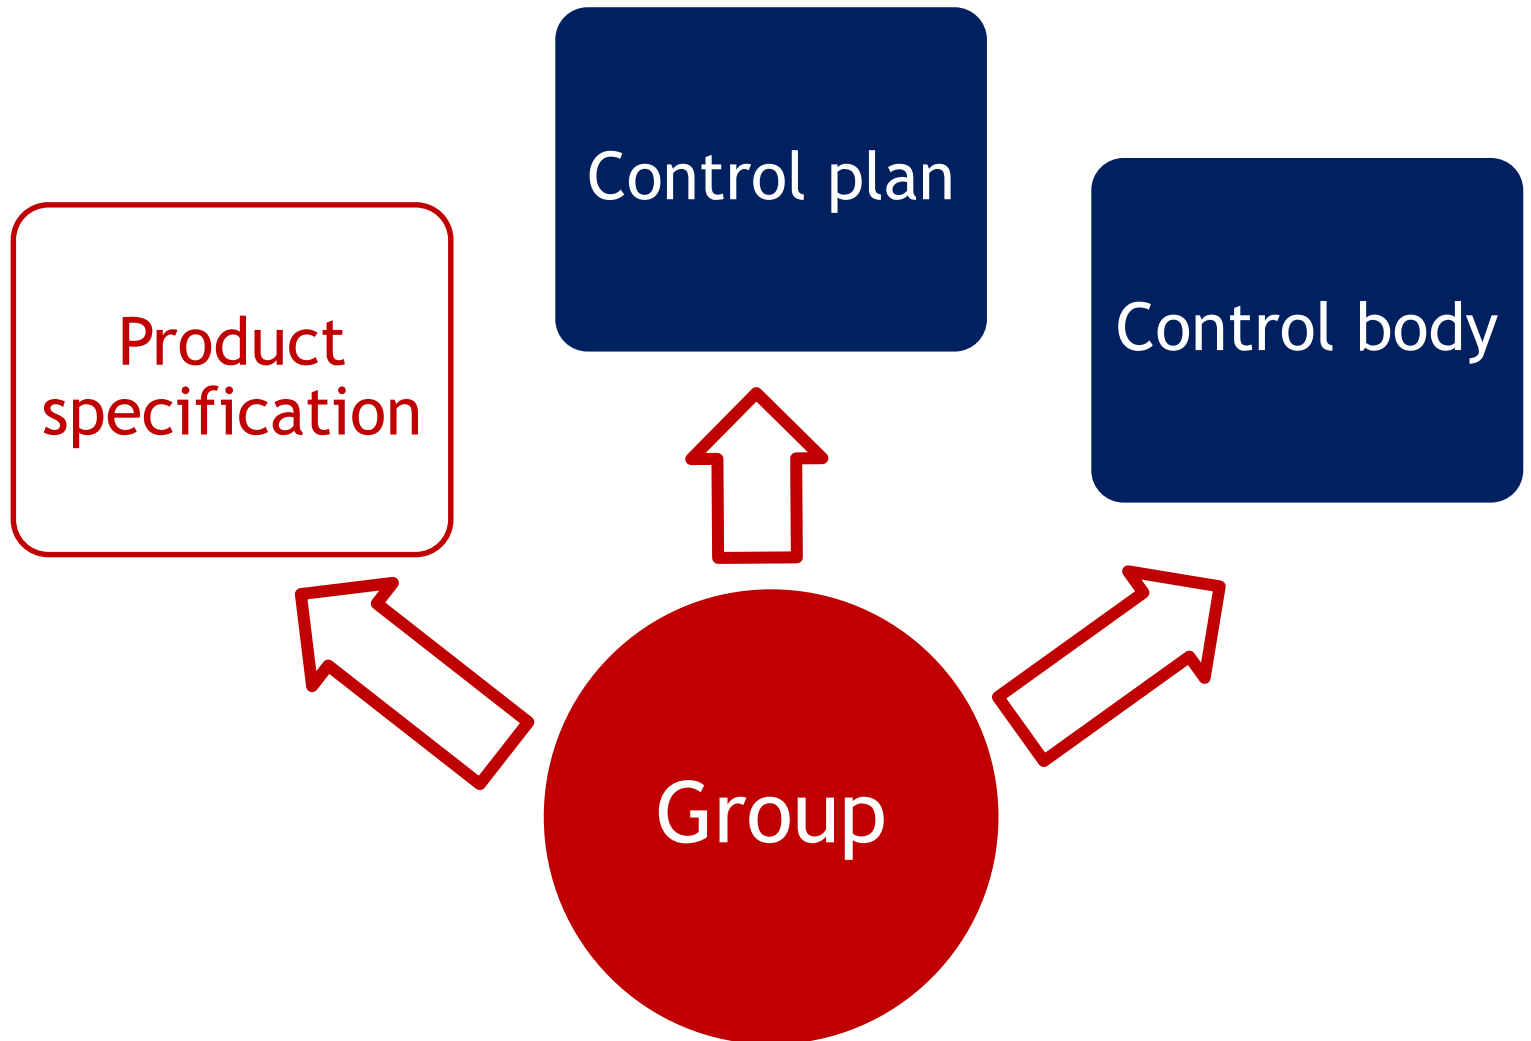 Control plan
Control body
Product
specification
Group